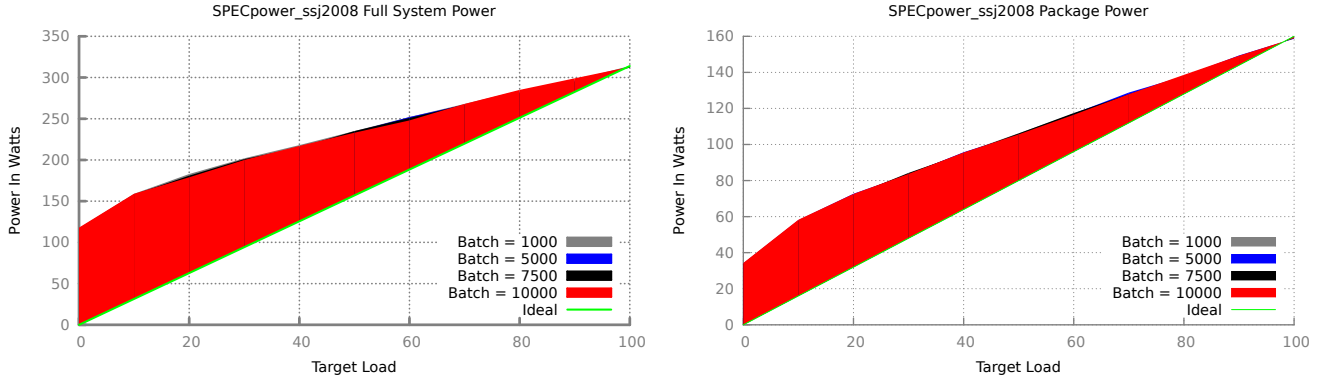 SPECpower_ssj2008 Full System Power
Power In Watts
350
300
250
200
150
100
50
0
0 20 40 60 80 100
Target Load
Batch = 1000
Batch = 5000
Batch = 7500
Batch = 10000
Ideal
SPECpower_ssj2008 Package Power
Power In Watts
160
140
120
100
80
60
40
20
0
0 20 40 60 80 100
Target Load
Batch = 1000
Batch = 5000
Batch = 7500
Batch = 10000
Ideal